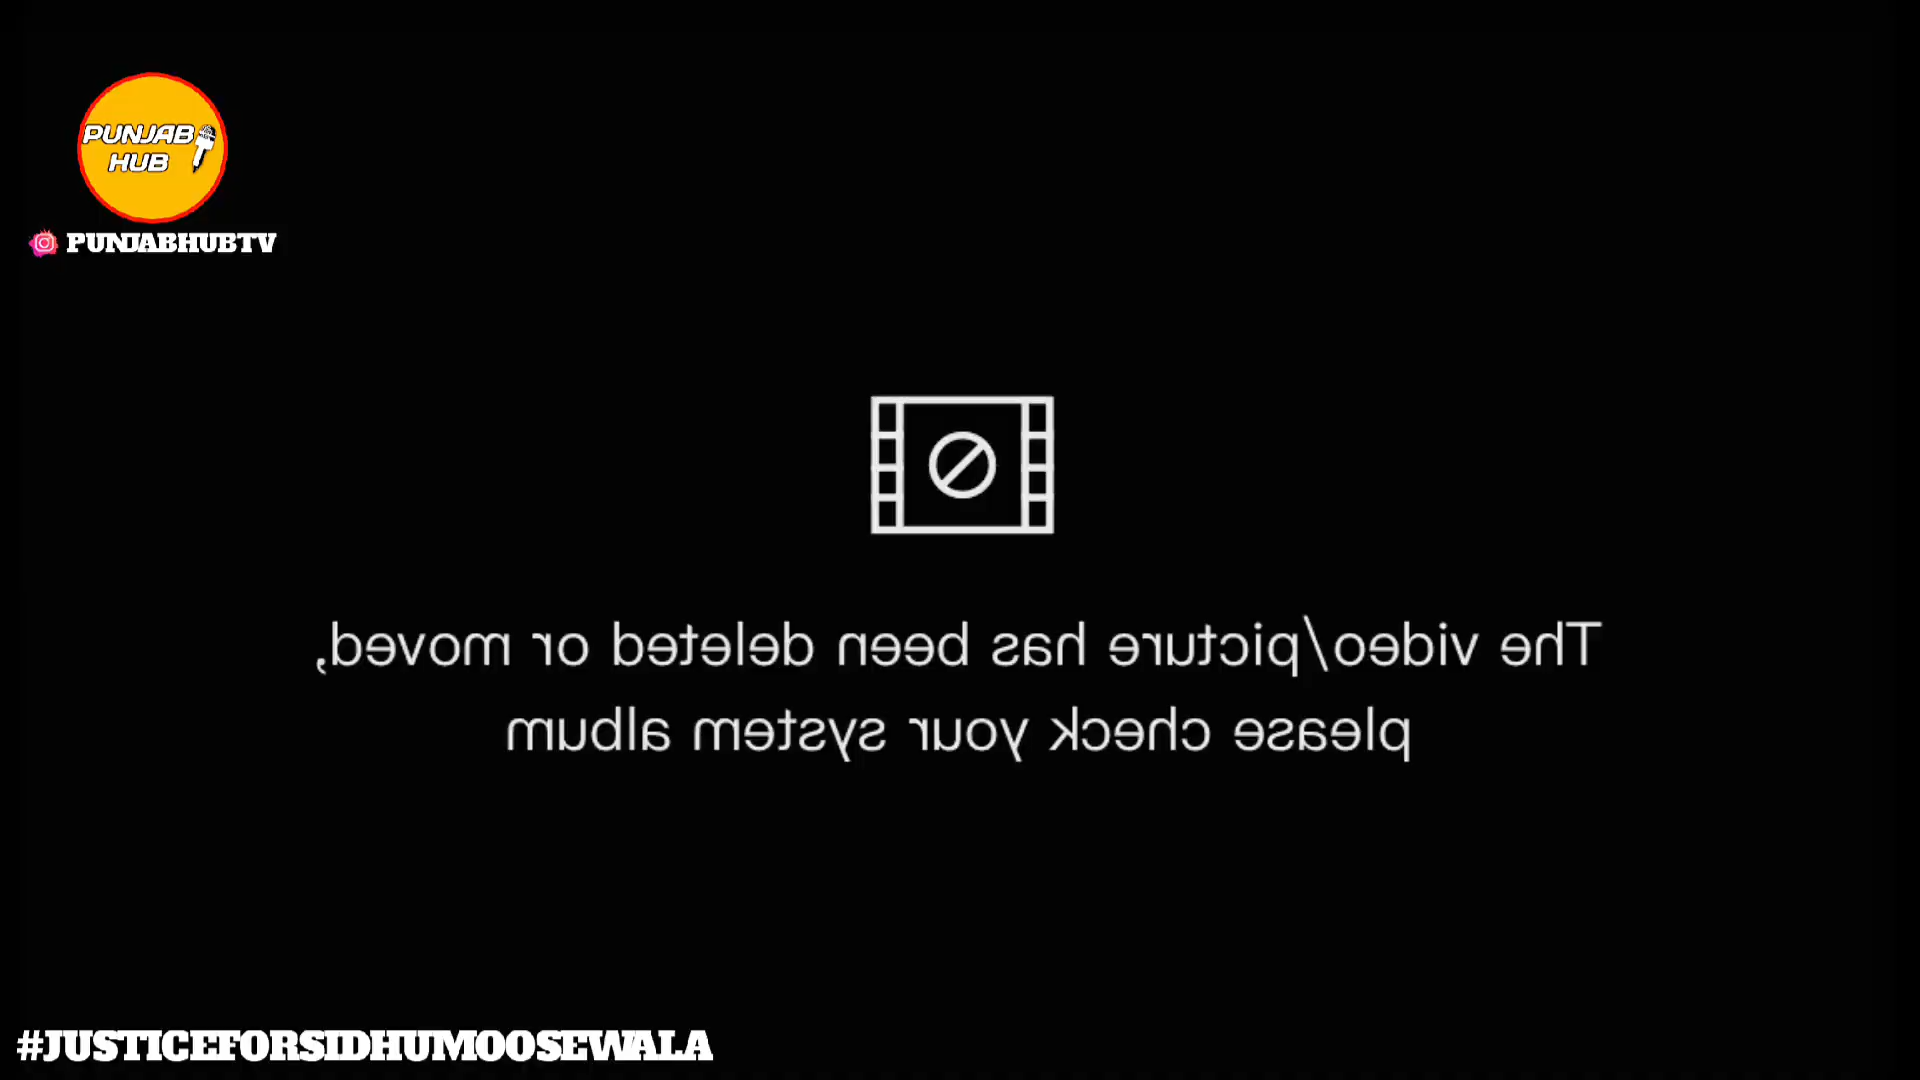 PUNJAB
HUB
PUNJABHUBTV
The video/picture has been deleted or moved,
please check your system album
#JUSTICEFORSIDHUMOOSEWALA